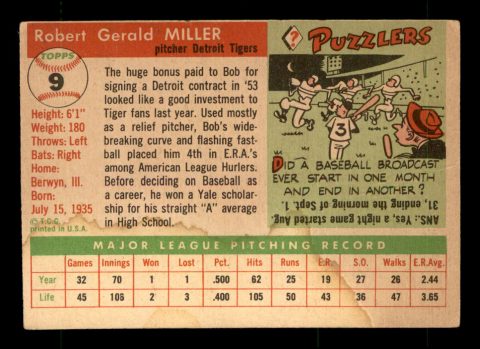 Robert Gerald MILLER
pitcher Detroit Tigers
TOPPS
9
Height: 6'1"
Weight: 180
Throws: Left
Bats: Right
Home:
Berwyn, Ill.
Born:
July 15, 1935
© T.C.G.
printed in U.S.A.
The huge bonus paid to Bob for
signing a Detroit contract in '53
looked like a good investment to
Tiger fans last year. Used mostly
as a relief pitcher, Bob's wide-
breaking curve and flashing fast-
ball placed him 4th in E.R.A.'s
among American League Hurlers.
Before deciding on Baseball as
a career, he won a Yale scholar-
ship for his straight "A" average
in High School.
?
PUZZLERS
3
DID A BASEBALL BROADCAST
EVER START IN ONE MONTH
AND END IN ANOTHER?
ANS.: Yes, a night game started Aug.
31, ending the morning of Sept. 1.
MAJOR LEAGUE PITCHING RECORD
Games Innings Won Lost Pct. Hits Runs E.R. S.O. Walks E.R.Avg.
Year 32 70 1 1 .500 62 25 19 27 26 2.44
Life 45 106 2 3 .400 105 50 43 36 47 3.65